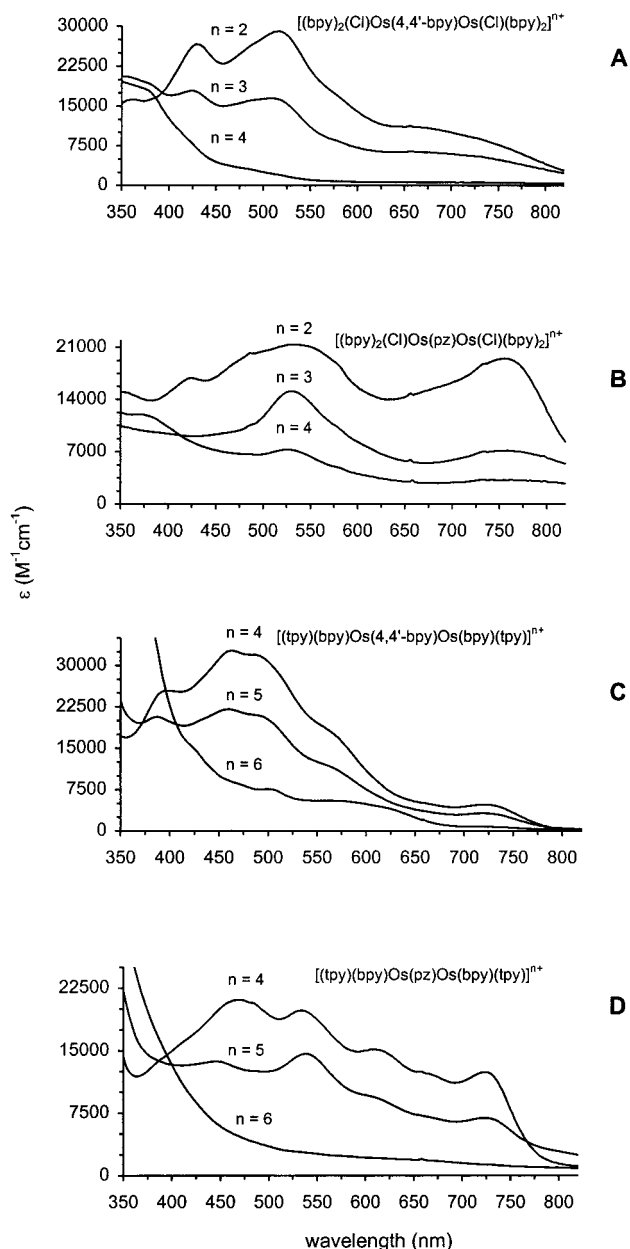 [(bpy)₂(Cl)Os(4,4'-bpy)Os(Cl)(bpy)₂]ⁿ⁺
A
30000
22500
15000
7500
0
n = 2
n = 3
n = 4
350 400 450 500 550 600 650 700 750 800
[(bpy)₂(Cl)Os(pz)Os(Cl)(bpy)₂]ⁿ⁺
B
21000
14000
7000
0
n = 2
n = 3
n = 4
350 400 450 500 550 600 650 700 750 800
ε (M⁻¹cm⁻¹)
[(tpy)(bpy)Os(4,4'-bpy)Os(bpy)(tpy)]ⁿ⁺
C
30000
22500
15000
7500
0
n = 4
n = 5
n = 6
350 400 450 500 550 600 650 700 750 800
[(tpy)(bpy)Os(pz)Os(bpy)(tpy)]ⁿ⁺
D
22500
15000
7500
0
n = 4
n = 5
n = 6
350 400 450 500 550 600 650 700 750 800
wavelength (nm)